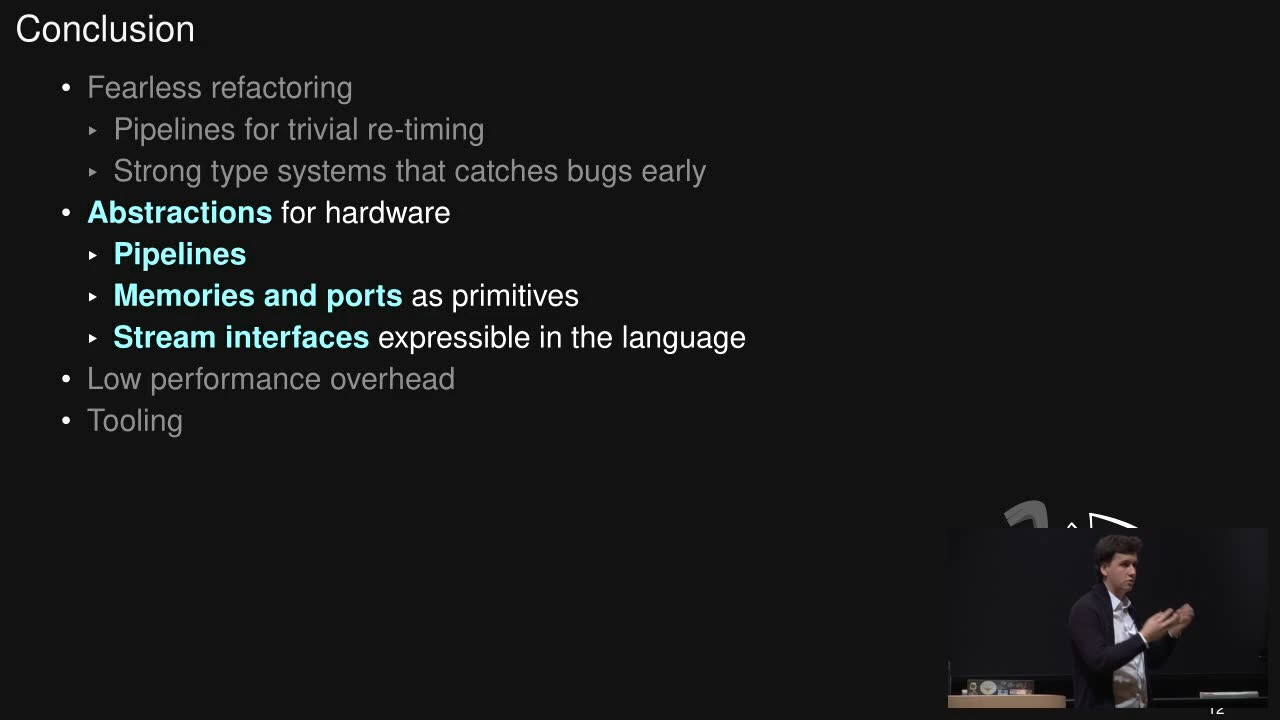 Conclusion
• Fearless refactoring
‣ Pipelines for trivial re-timing
‣ Strong type systems that catches bugs early
• Abstractions for hardware
‣ Pipelines
‣ Memories and ports as primitives
‣ Stream interfaces expressible in the language
• Low performance overhead
• Tooling